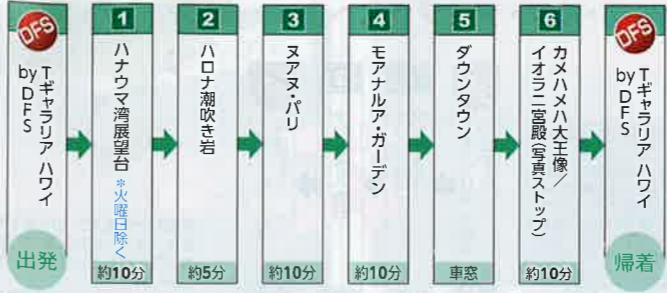 DFS
Tギャラリア ハワイ
by DFS
出発
1
ハナウマ湾展望台
*火曜日除く
約10分
2
ハロナ潮吹き岩
約5分
3
ヌアヌ・パリ
約10分
4
モアナルア・ガーデン
約10分
5
ダウンタウン
車窓
6
カメハメハ大王像/
イオラニ宮殿(写真ストップ)
約10分
DFS
Tギャラリア ハワイ
by DFS
帰着